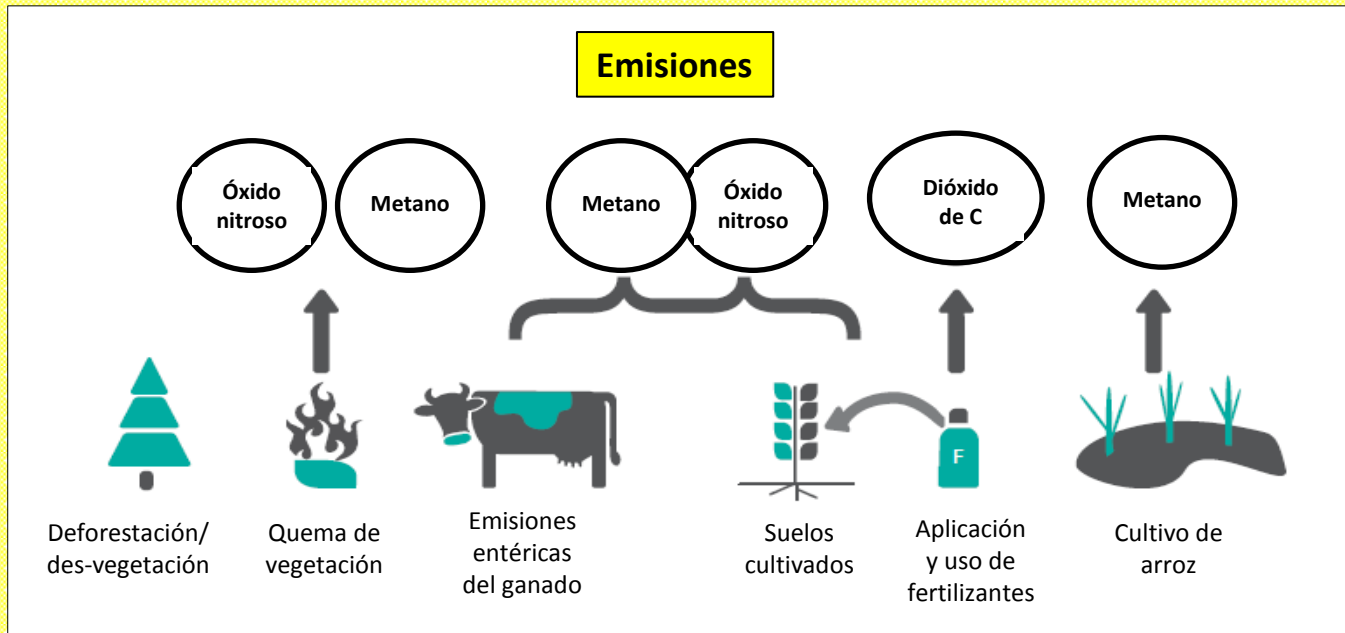 Emisiones
Óxido
nitroso
Metano
Metano
Óxido
nitroso
Dióxido
de C
Metano
F
Deforestación/
des-vegetación
Quema de
vegetación
Emisiones
entéricas
del ganado
Suelos
cultivados
Aplicación
y uso de
fertilizantes
Cultivo de
arroz